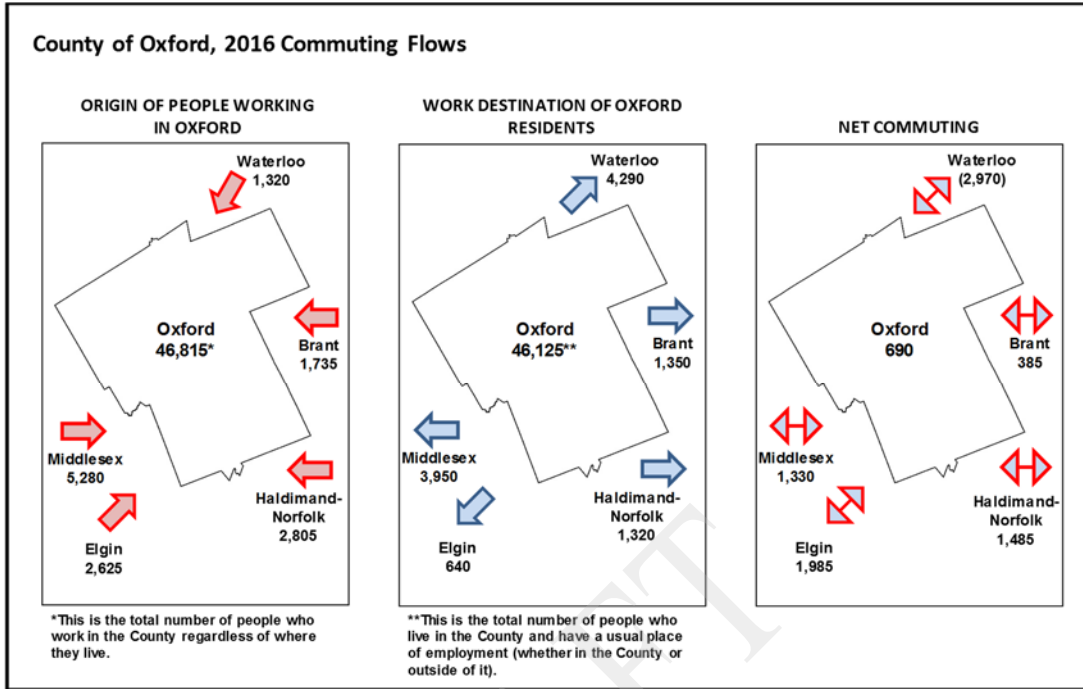 County of Oxford, 2016 Commuting Flows
ORIGIN OF PEOPLE WORKING
IN OXFORD
Waterloo
1,320
Oxford
46,815*
Brant
1,735
Middlesex
5,280
Haldimand-
Norfolk
2,805
Elgin
2,625
*This is the total number of people who
work in the County regardless of where
they live.
WORK DESTINATION OF OXFORD
RESIDENTS
Waterloo
4,290
Oxford
46,125**
Brant
1,350
Middlesex
3,950
Haldimand-
Norfolk
1,320
Elgin
640
**This is the total number of people who
live in the County and have a usual place
of employment (whether in the County or
outside of it).
NET COMMUTING
Waterloo
(2,970)
Oxford
690
Brant
385
Middlesex
1,330
Haldimand-
Norfolk
1,485
Elgin
1,985
FT